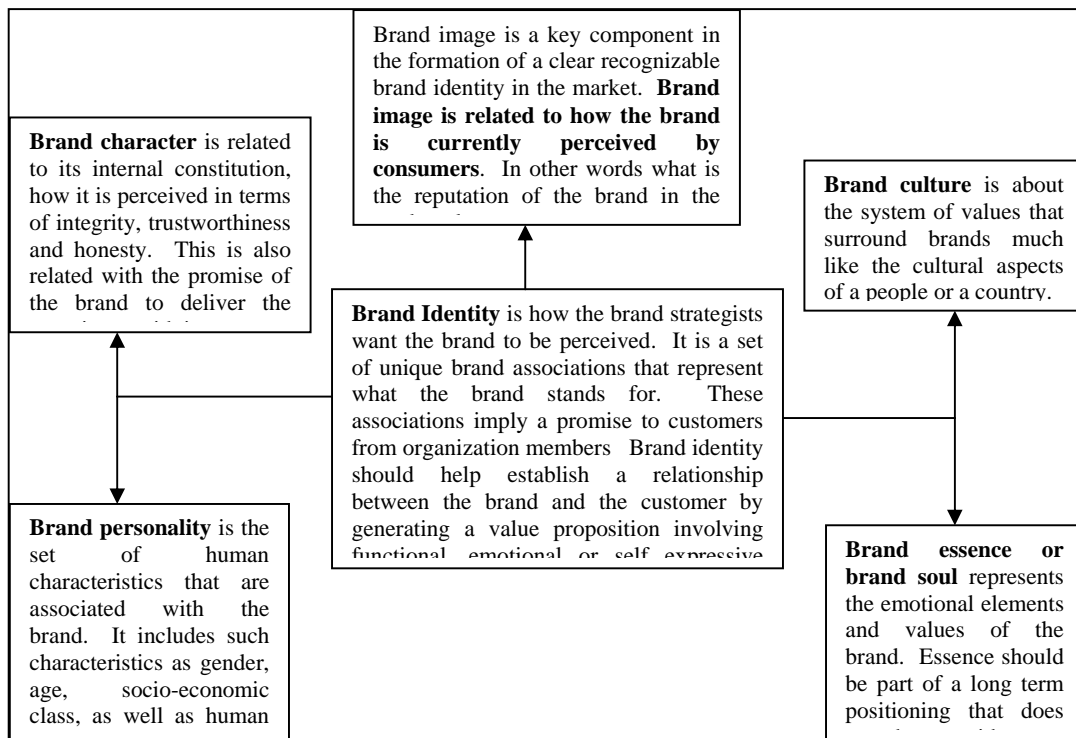 Brand image is a key component in
the formation of a clear recognizable
brand identity in the market. Brand
image is related to how the brand
is currently perceived by
consumers. In other words what is
the reputation of the brand in the
Brand character is related
to its internal constitution,
how it is perceived in terms
of integrity, trustworthiness
and honesty. This is also
related with the promise of
the brand to deliver the
Brand culture is about
the system of values that
surround brands much
like the cultural aspects
of a people or a country.
Brand Identity is how the brand strategists
want the brand to be perceived. It is a set
of unique brand associations that represent
what the brand stands for. These
associations imply a promise to customers
from organization members Brand identity
should help establish a relationship
between the brand and the customer by
generating a value proposition involving
functional, emotional or self expressive
Brand personality is the
set of human
characteristics that are
associated with the
brand. It includes such
characteristics as gender,
age, socio-economic
class, as well as human
Brand essence or
brand soul represents
the emotional elements
and values of the
brand. Essence should
be part of a long term
positioning that does